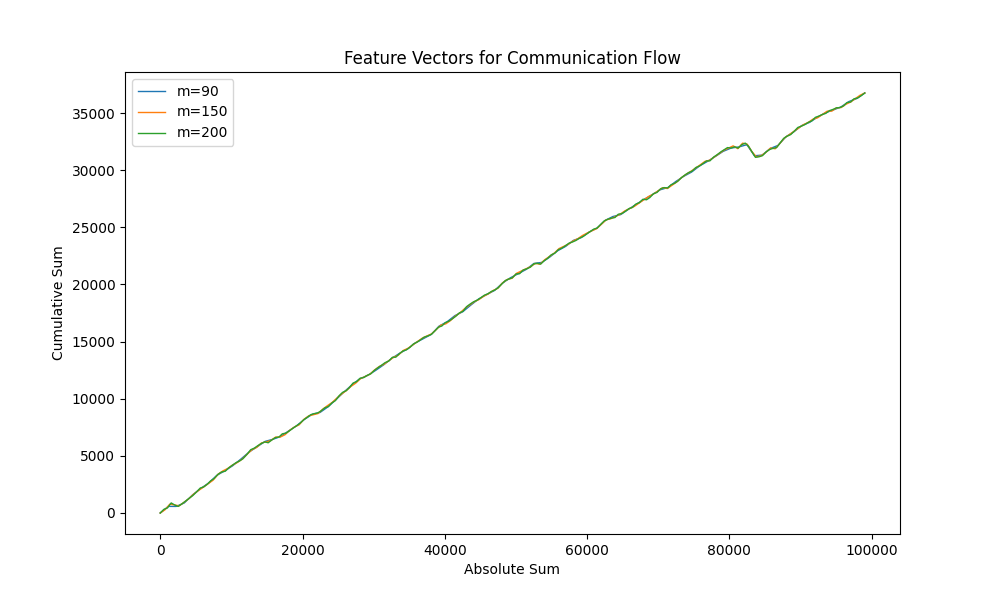 Feature Vectors for Communication Flow
m=90
m=150
m=200
Cumulative Sum
35000
30000
25000
20000
15000
10000
5000
0
0 20000 40000 60000 80000 100000
Absolute Sum